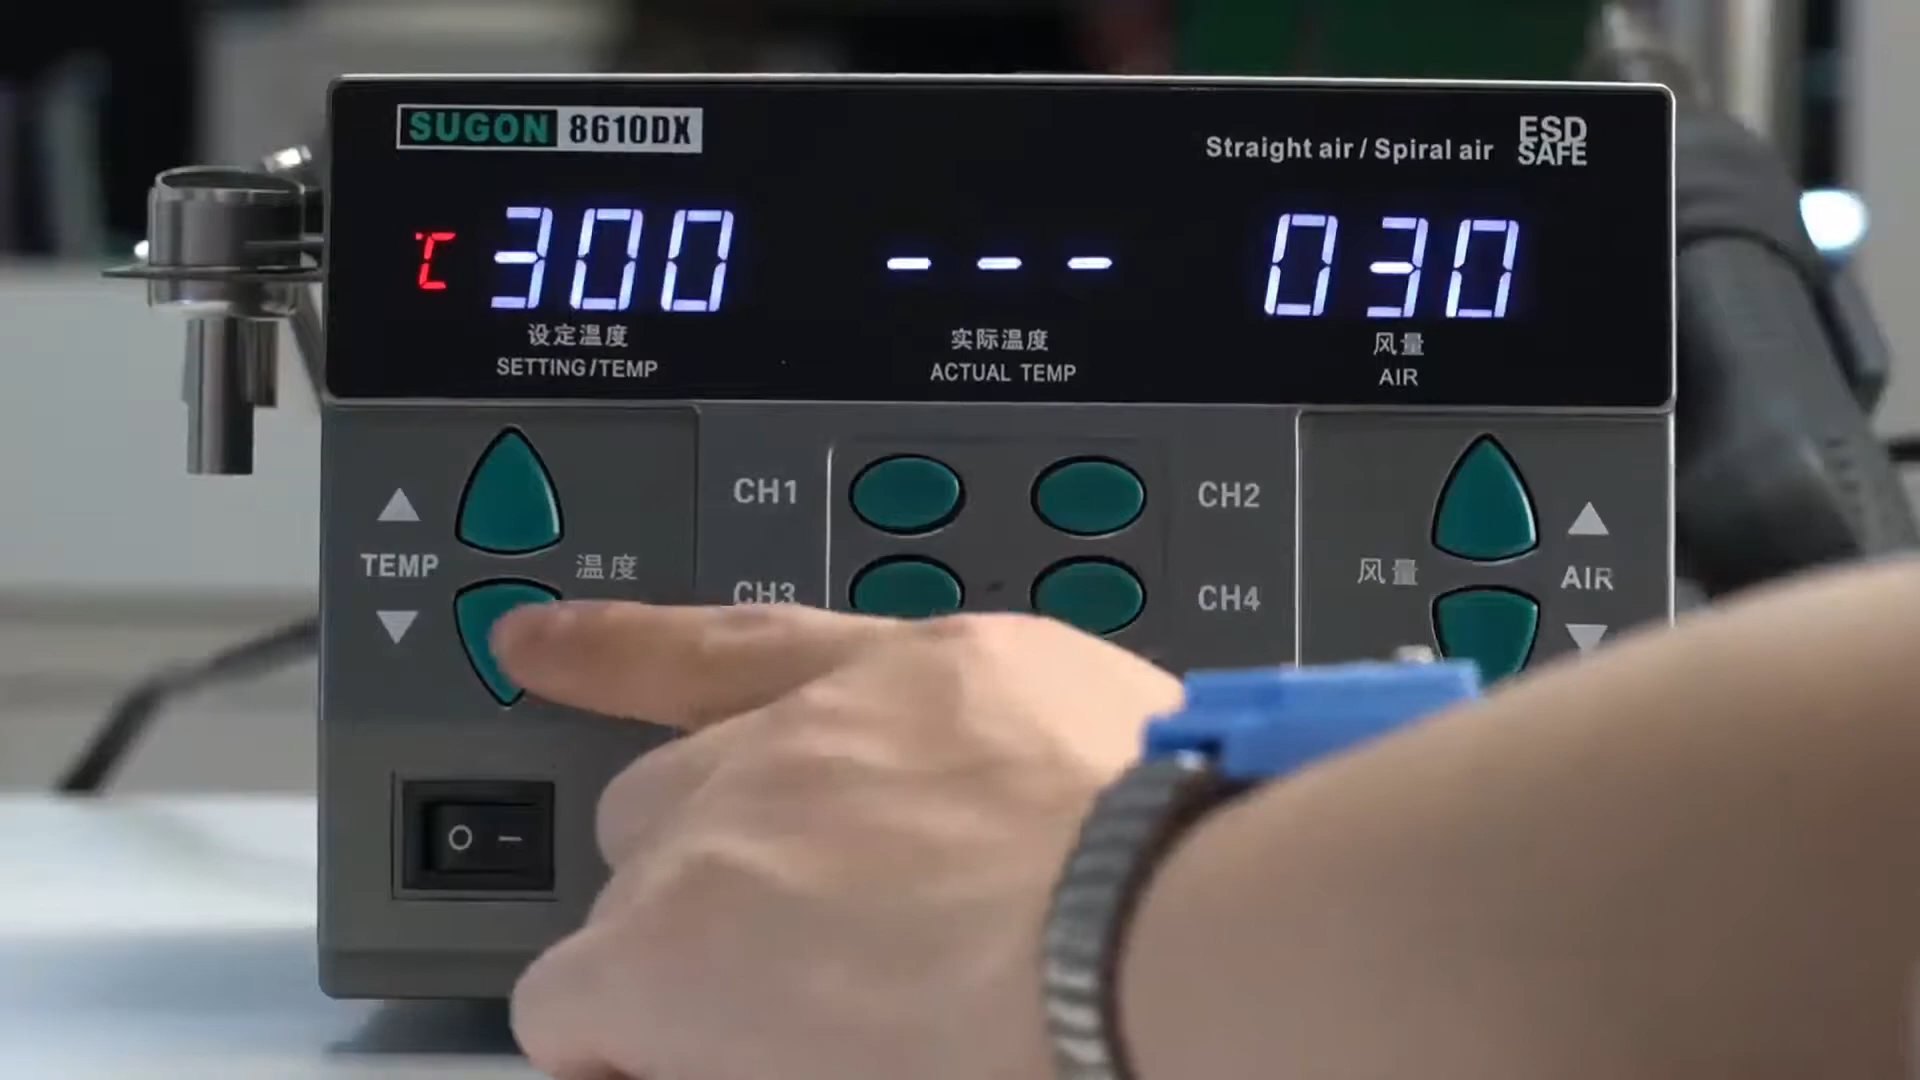 SUGON 8610DX
Straight air / Spiral air
ESD SAFE
℃ 300
- - -
030
设定温度
SETTING/TEMP
实际温度
ACTUAL TEMP
风量
AIR
TEMP
温度
CH1
CH2
CH3
CH4
风量
AIR
O –